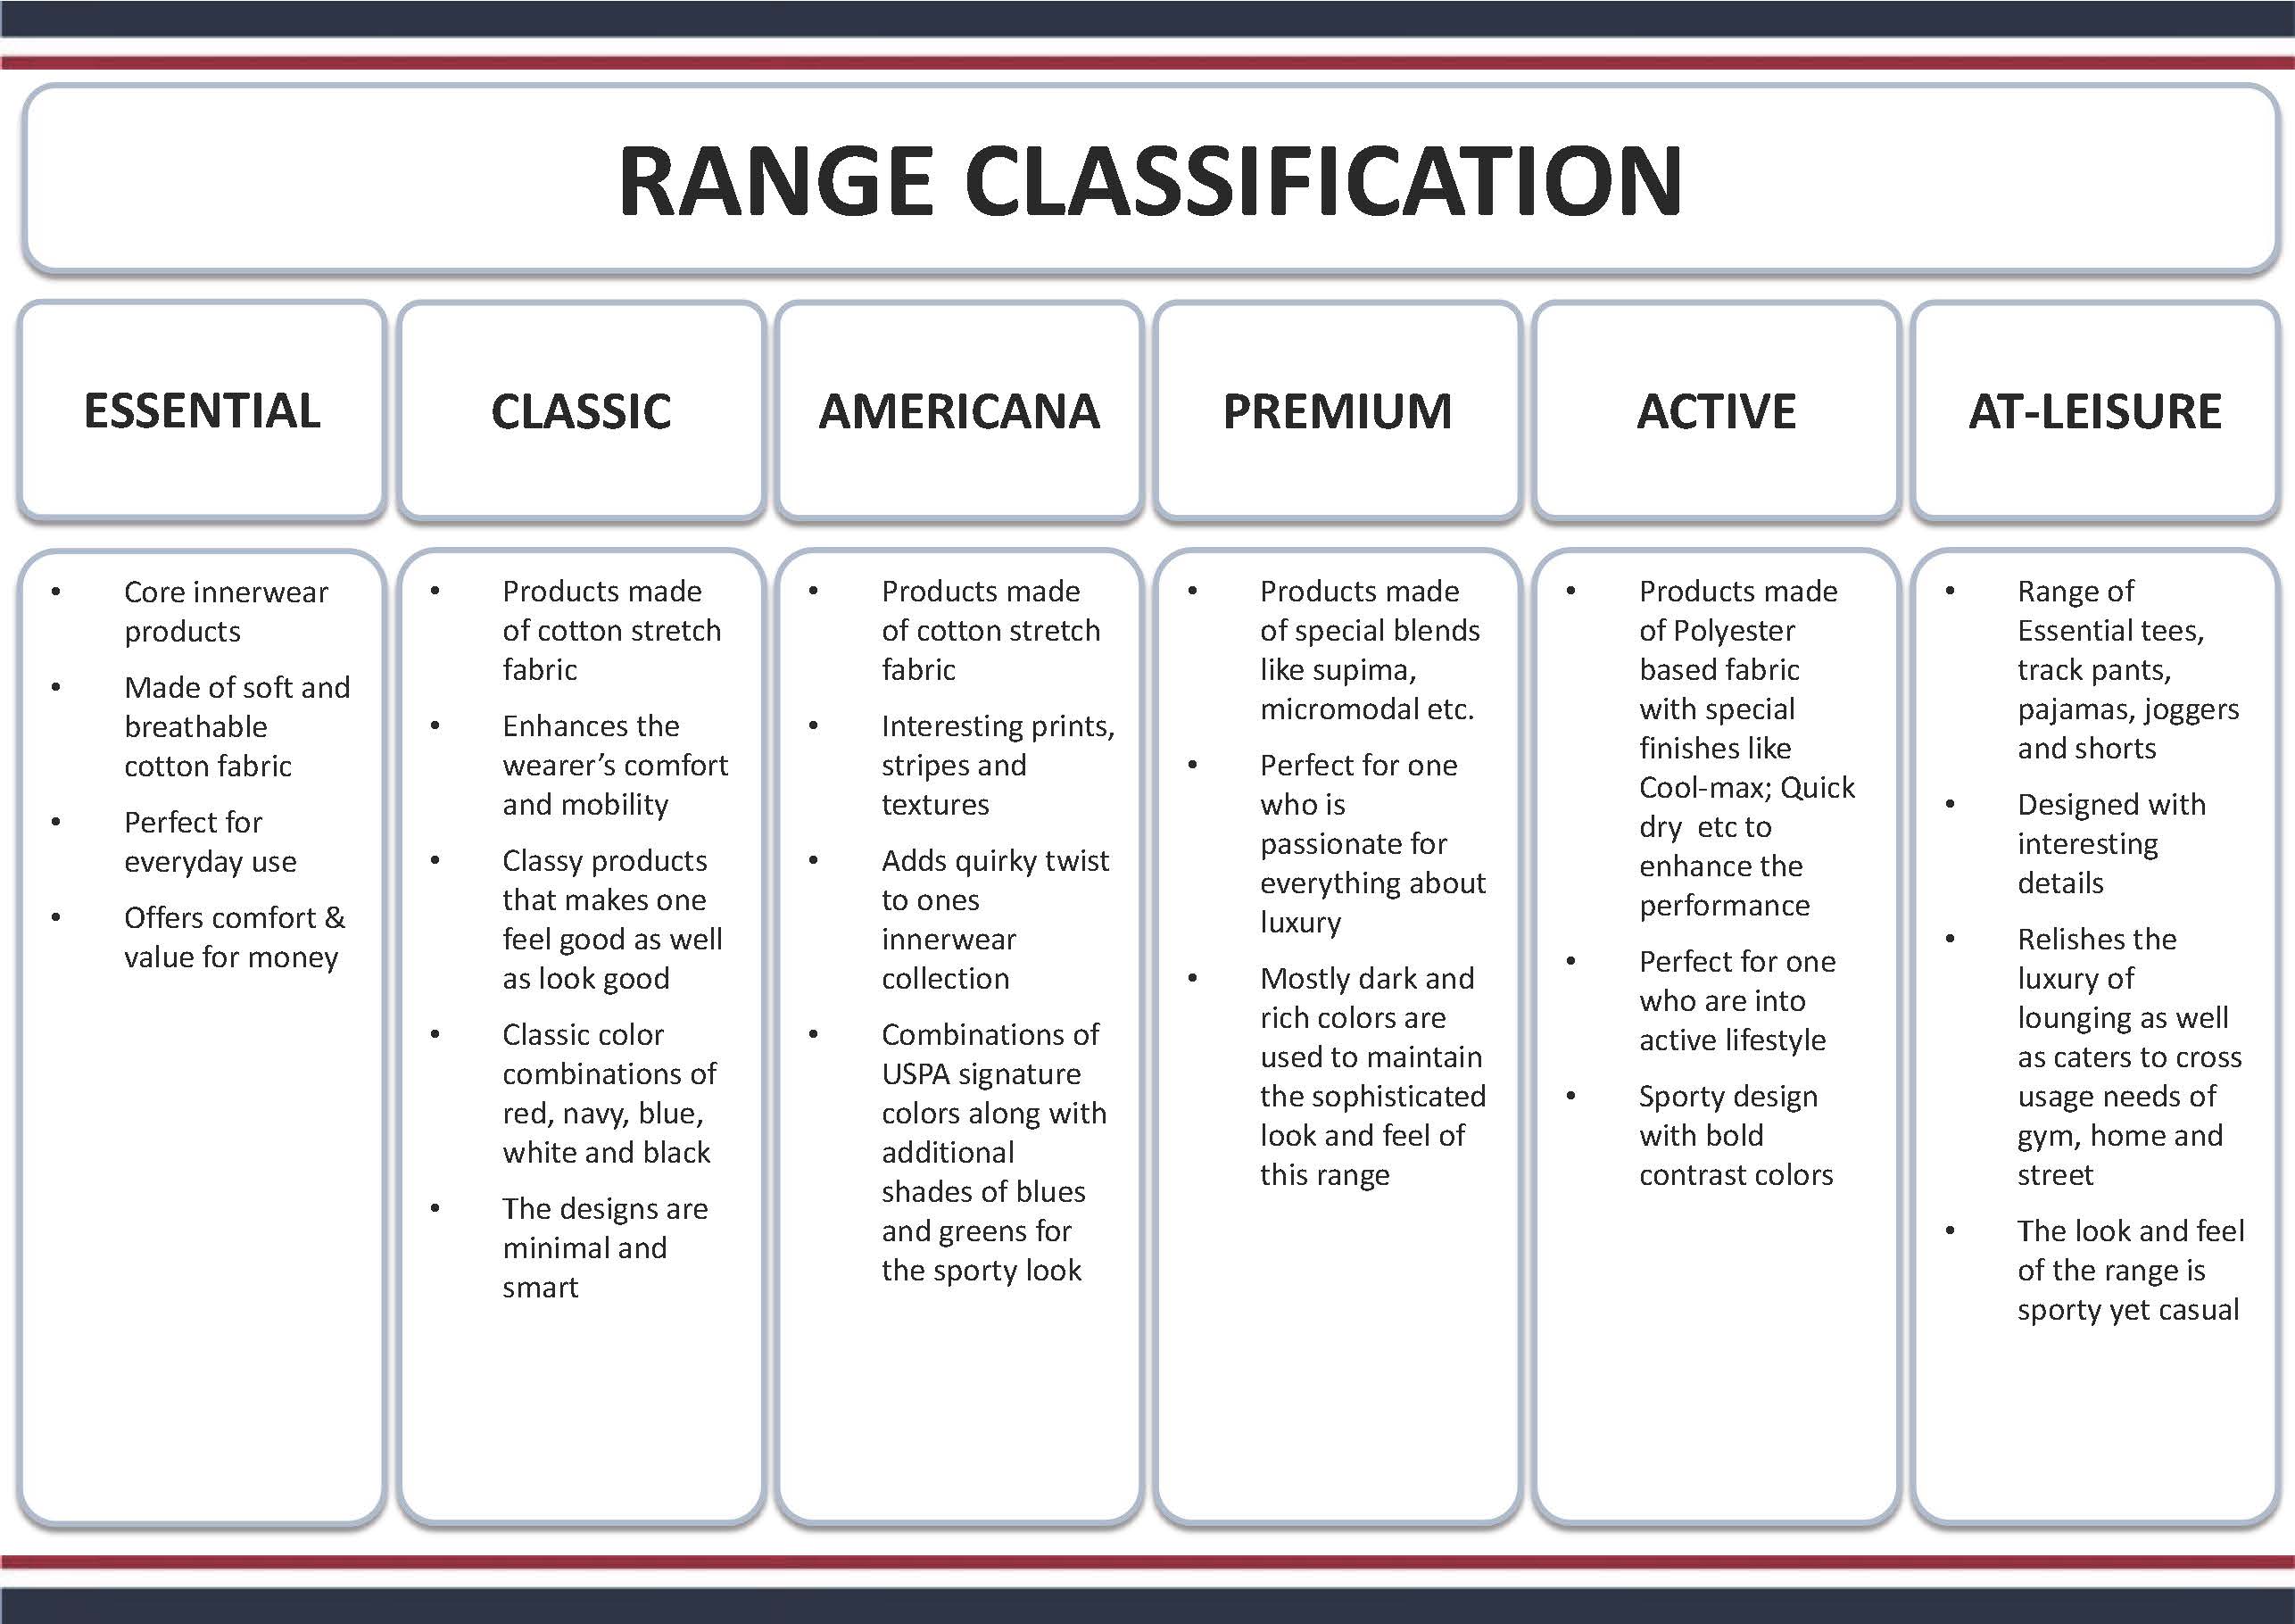 RANGE CLASSIFICATION
ESSENTIAL
CLASSIC
AMERICANA
PREMIUM
ACTIVE
AT-LEISURE
• Core innerwear
products
• Made of soft and
breathable
cotton fabric
• Perfect for
everyday use
• Offers comfort &
value for money
• Products made
of cotton stretch
fabric
• Enhances the
wearer’s comfort
and mobility
• Classy products
that makes one
feel good as well
as look good
• Classic color
combinations of
red, navy, blue,
white and black
• The designs are
minimal and
smart
• Products made
of cotton stretch
fabric
• Interesting prints,
stripes and
textures
• Adds quirky twist
to ones
innerwear
collection
• Combinations of
USPA signature
colors along with
additional
shades of blues
and greens for
the sporty look
• Products made
of special blends
like supima,
micromodal etc.
• Perfect for one
who is
passionate for
everything about
luxury
• Mostly dark and
rich colors are
used to maintain
the sophisticated
look and feel of
this range
• Products made
of Polyester
based fabric
with special
finishes like
Cool-max; Quick
dry  etc to
enhance the
performance
• Perfect for one
who are into
active lifestyle
• Sporty design
with bold
contrast colors
• Range of
Essential tees,
track pants,
pajamas, joggers
and shorts
• Designed with
interesting
details
• Relishes the
luxury of
lounging as well
as caters to cross
usage needs of
gym, home and
street
• The look and feel
of the range is
sporty yet casual